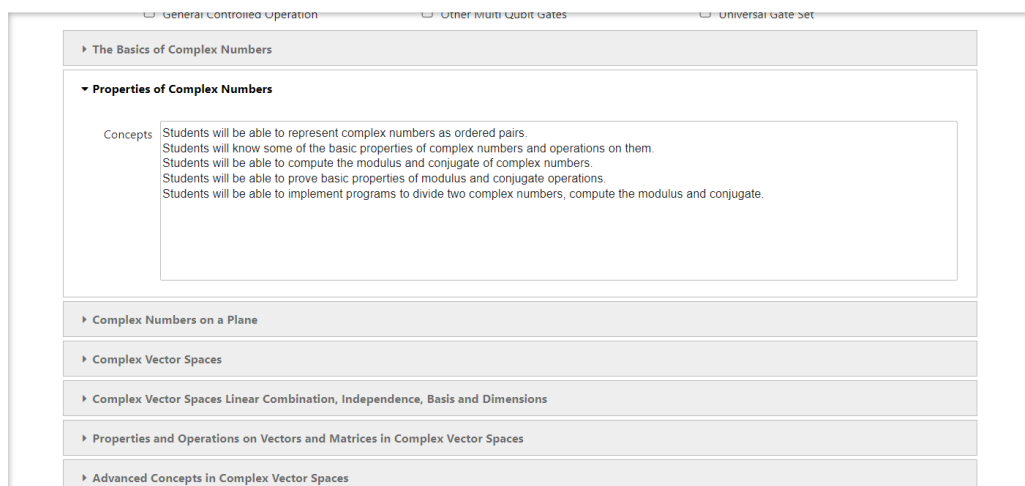 General Controlled Operation
Other Multi Qubit Gates
Universal Gate Set
The Basics of Complex Numbers
Properties of Complex Numbers
Concepts
Students will be able to represent complex numbers as ordered pairs.
Students will know some of the basic properties of complex numbers and operations on them.
Students will be able to compute the modulus and conjugate of complex numbers.
Students will be able to prove basic properties of modulus and conjugate operations.
Students will be able to implement programs to divide two complex numbers, compute the modulus and conjugate.
Complex Numbers on a Plane
Complex Vector Spaces
Complex Vector Spaces Linear Combination, Independence, Basis and Dimensions
Properties and Operations on Vectors and Matrices in Complex Vector Spaces
Advanced Concepts in Complex Vector Spaces